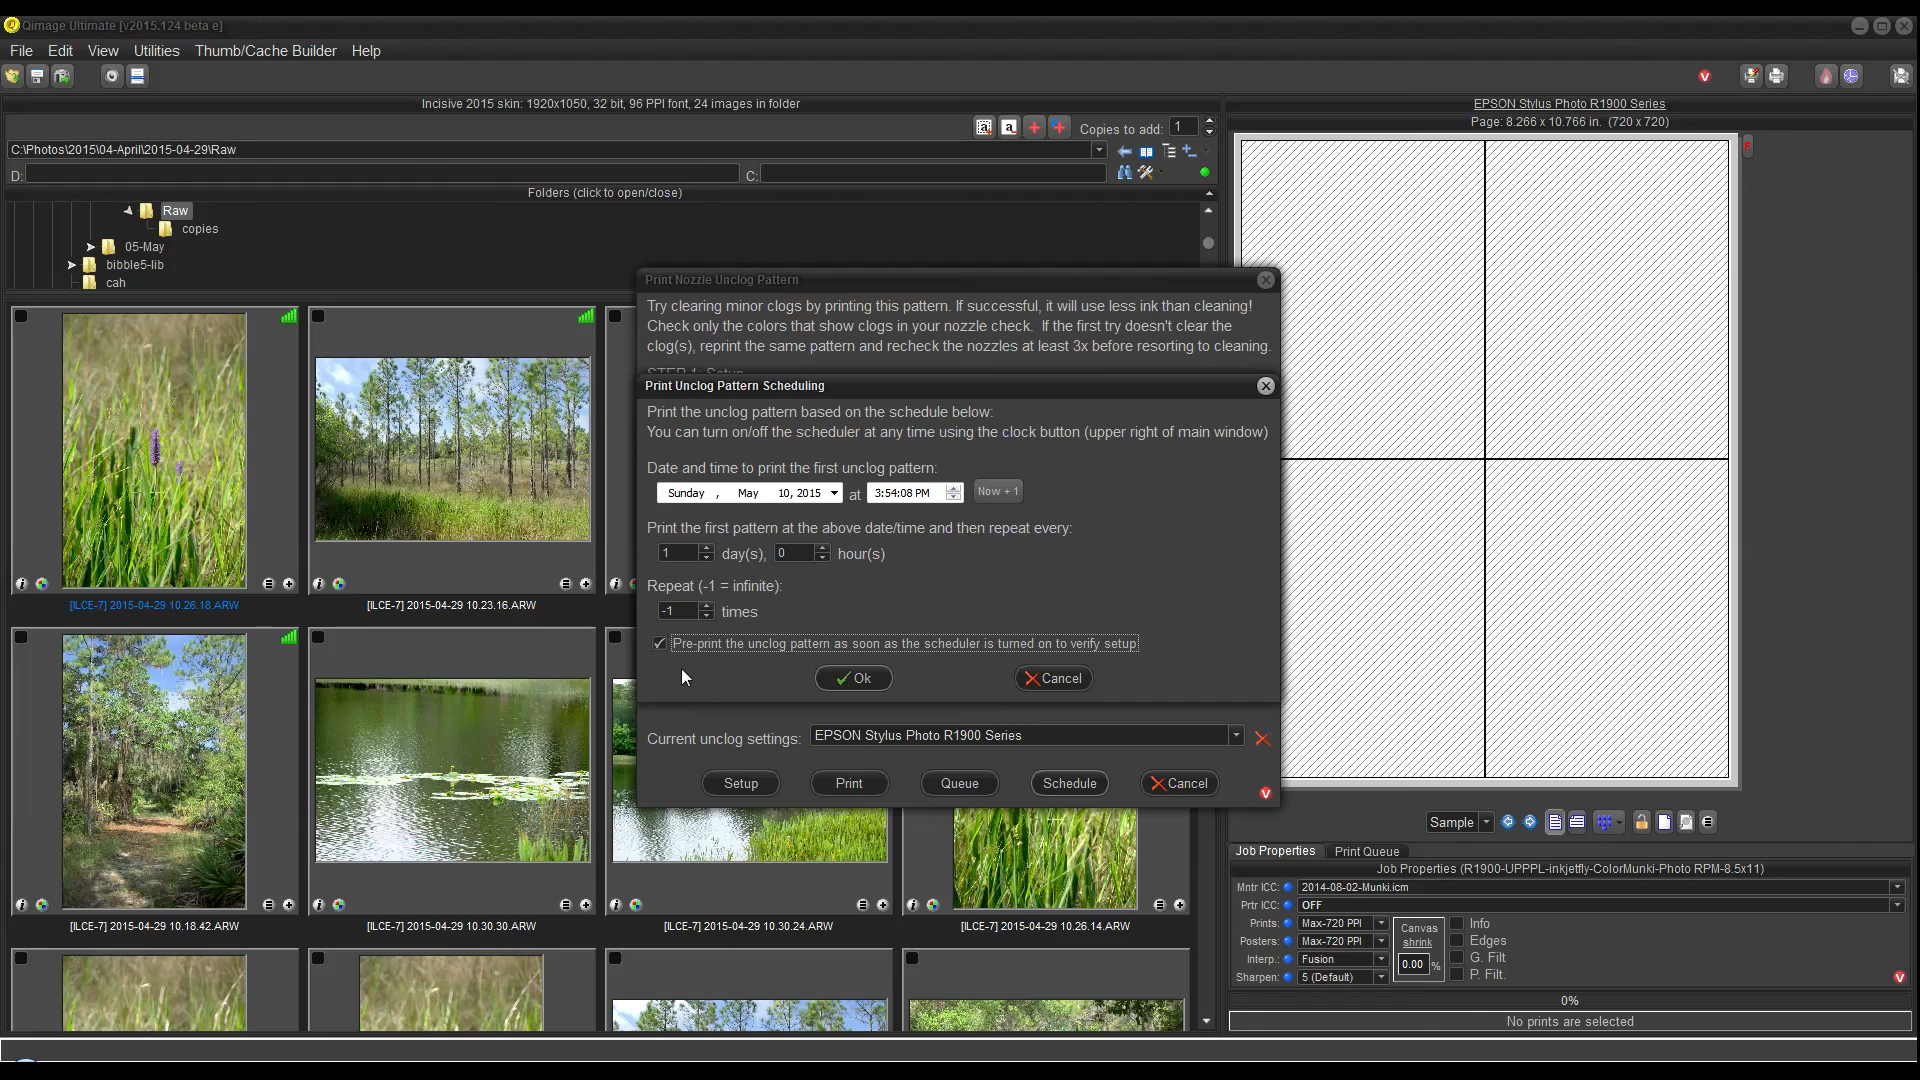 Qimage Ultimate [v2015.124 beta e]
File Edit View Utilities Thumb/Cache Builder Help
Incisive 2015 skin: 1920x1050, 32 bit, 96 PPI font, 24 images in folder
Copies to add: 1
C:\Photos\2015\04-April\2015-04-29\Raw
D: C:
Folders (click to open/close)
Raw
copies
05-May
bibble5-lib
cah
[ILCE-7] 2015-04-29 10.26.18.ARW
[ILCE-7] 2015-04-29 10.23.16.ARW
[ILCE-7] 2015-04-29 10.18.42.ARW
[ILCE-7] 2015-04-29 10.30.30.ARW
[ILCE-7] 2015-04-29 10.30.24.ARW
[ILCE-7] 2015-04-29 10.26.14.ARW
Print Nozzle Unclog Pattern
Try clearing minor clogs by printing this pattern. If successful, it will use less ink than cleaning!
Check only the colors that show clogs in your nozzle check. If the first try doesn't clear the
clog(s), reprint the same pattern and recheck the nozzles at least 3x before resorting to cleaning.
STEP 1: Setup
Print Unclog Pattern Scheduling
Print the unclog pattern based on the schedule below:
You can turn on/off the scheduler at any time using the clock button (upper right of main window)
Date and time to print the first unclog pattern:
Sunday , May 10, 2015 at 3:54:08 PM Now + 1
Print the first pattern at the above date/time and then repeat every:
1 day(s), 0 hour(s)
Repeat (-1 = infinite):
-1 times
Pre-print the unclog pattern as soon as the scheduler is turned on to verify setup
Ok Cancel
Current unclog settings: EPSON Stylus Photo R1900 Series
Setup Print Queue Schedule Cancel
V
EPSON Stylus Photo R1900 Series
Page: 8.266 x 10.766 in. (720 x 720)
F
Sample
Job Properties Print Queue
Job Properties (R1900-UPPPL-inkjetfly-ColorMunki-Photo RPM-8.5x11)
Mntr ICC: 2014-08-02-Munki.icm
Prtr ICC: OFF
Prints: Max-720 PPI
Posters: Max-720 PPI
Interp.: Fusion
Sharpen: 5 (Default)
Canvas
shrink
0.00 %
Info
Edges
G. Filt
P. Filt.
V
0%
No prints are selected